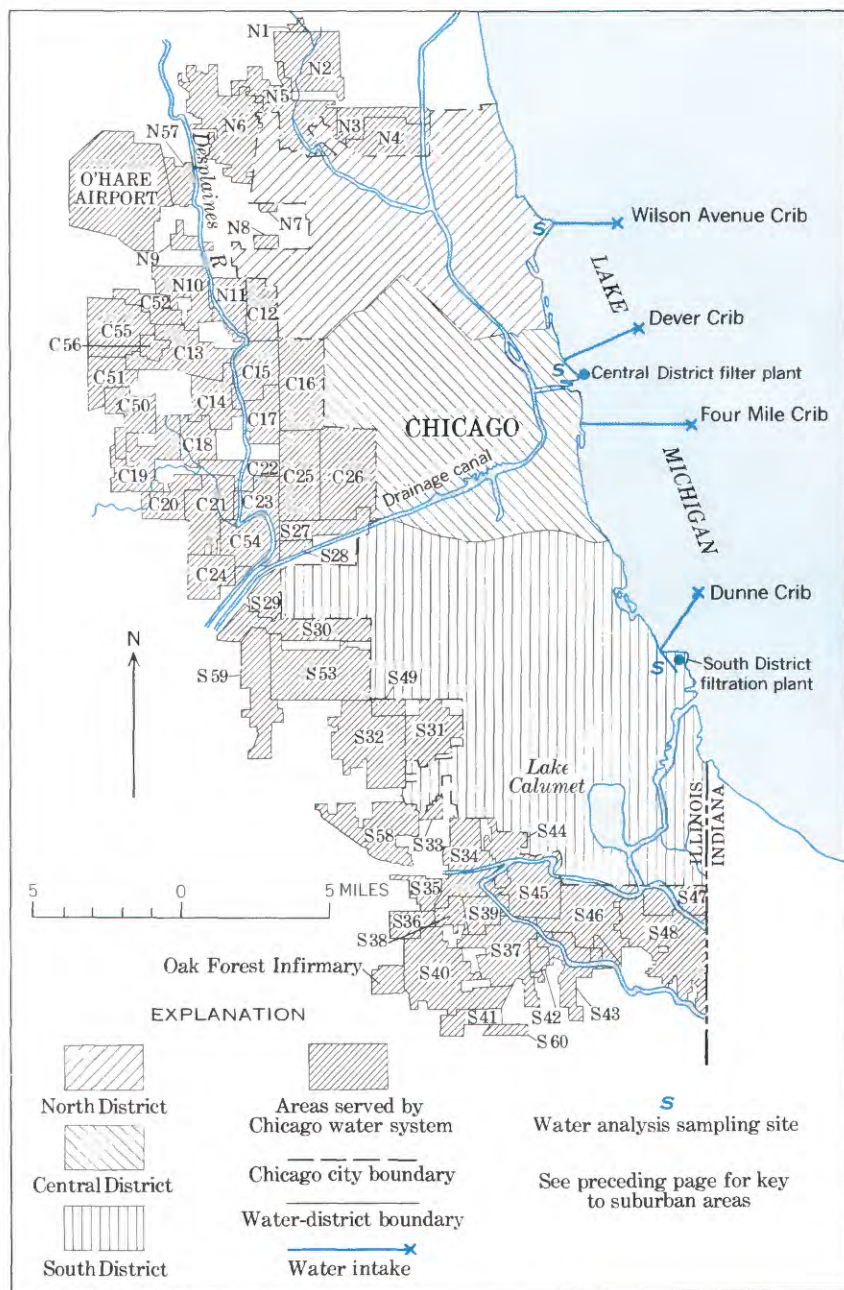 N1
N2
N5
N57
N6
N3
N4
Desplaines R
O'HARE
AIRPORT
N7
N8
N9
N10
N11
Wilson Avenue Crib
S
LAKE
C52
C12
C55
C56
C13
Dever Crib
S
Central District filter plant
C15
C16
C51
C50
C14
C17
CHICAGO
Four Mile Crib
C18
MICHIGAN
C19
C22
C25
C26
Drainage canal
C20
C21
C23
S27
C54
S28
C24
S29
Dunne Crib
N
S30
S
South District
filtration plant
S59
S53
S49
S32
S31
Lake
Calumet
ILLINOIS
INDIANA
S58
S33
S44
S34
5 0 5 MILES
S35
S45
S47
S36
S39
S46
S38
S48
Oak Forest Infirmary
S40
S37
S41
S42
S43
S60
EXPLANATION
North District
Areas served by
Chicago water system
S
Water analysis sampling site
Central District
Chicago city boundary
See preceding page for key
to suburban areas
Water-district boundary
South District
Water intake